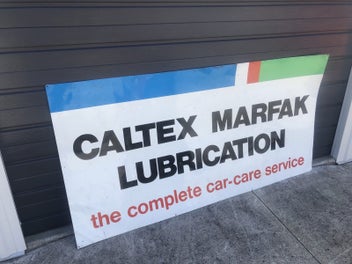 CALTEX MARFAK
LUBRICATION
the complete car-care service